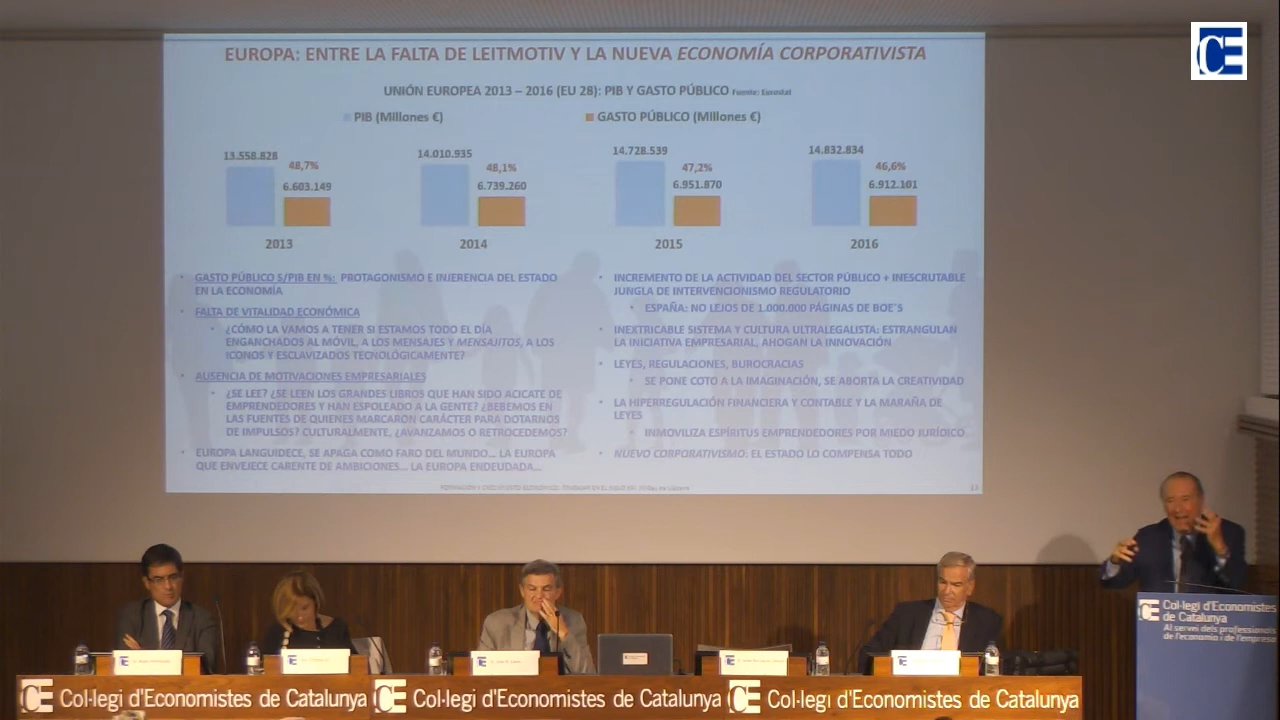 CE
EUROPA: ENTRE LA FALTA DE LEITMOTIV Y LA NUEVA ECONOMÍA CORPORATIVISTA
UNIÓN EUROPEA 2013 – 2016 (EU 28): PIB Y GASTO PÚBLICO Fuente: Eurostat
PIB (Millones €) GASTO PÚBLICO (Millones €)
13.558.828 48,7% 6.603.149
14.010.935 48,1% 6.739.260
14.728.539 47,2% 6.951.870
14.832.834 46,6% 6.912.101
2013 2014 2015 2016
• GASTO PÚBLICO S/PIB EN %: PROTAGONISMO E INJERENCIA DEL ESTADO
EN LA ECONOMÍA
• FALTA DE VITALIDAD ECONÓMICA
• ¿CÓMO LA VAMOS A TENER SI ESTAMOS TODO EL DÍA
ENGANCHADOS AL MÓVIL, A LOS MENSAJES Y MENSAJITOS, A LOS
ICONOS Y ESCLAVIZADOS TECNOLÓGICAMENTE?
• AUSENCIA DE MOTIVACIONES EMPRESARIALES
• ¿SE LEE? ¿SE LEEN LOS GRANDES LIBROS QUE HAN SIDO ACICATE DE
EMPRENDEDORES Y HAN ESPOLEADO A LA GENTE? ¿BEBEMOS EN
LAS FUENTES DE QUIENES MARCARON CARÁCTER PARA DOTARNOS
DE IMPULSOS? CULTURALMENTE, ¿AVANZAMOS O RETROCEDEMOS?
• EUROPA LANGUIDECE, SE APAGA COMO FARO DEL MUNDO... LA EUROPA
QUE ENVEJECE CARENTE DE AMBICIONES... LA EUROPA ENDEUDADA...
• INCREMENTO DE LA ACTIVIDAD DEL SECTOR PÚBLICO + INESCRUTABLE
JUNGLA DE INTERVENCIONISMO REGULATORIO
• ESPAÑA: NO LEJOS DE 1.000.000 PÁGINAS DE BOE´S
• INEXTRICABLE SISTEMA Y CULTURA ULTRALEGALISTA: ESTRANGULAN
LA INICIATIVA EMPRESARIAL, AHOGAN LA INNOVACIÓN
• LEYES, REGULACIONES, BUROCRACIAS
• SE PONE COTO A LA IMAGINACIÓN, SE ABORTA LA CREATIVIDAD
• LA HIPERREGULACIÓN FINANCIERA Y CONTABLE Y LA MARAÑA DE
LEYES
• INMOVILIZA ESPÍRITUS EMPRENDEDORES POR MIEDO JURÍDICO
• NUEVO CORPORATIVISMO: EL ESTADO LO COMPENSA TODO
CE Col·legi d'Economistes
de Catalunya
Al servei dels professionals
de l'economia i de l'empresa
CE Col·legi d'Economistes de Catalunya CE Col·legi d'Economistes de Catalunya CE Col·legi d'Economistes de Catalunya